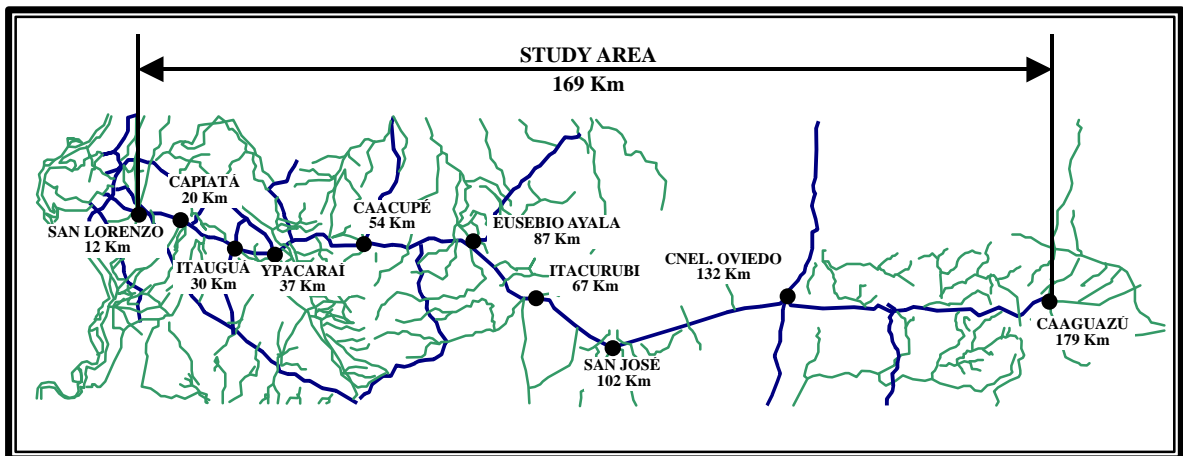 STUDY AREA
169 Km
CAPIATÁ
20 Km
SAN LORENZO
12 Km
ITAUGUÀ
30 Km
YPACARAÍ
37 Km
CAACUPÉ
54 Km
EUSEBIO AYALA
87 Km
ITACURUBI
67 Km
SAN JOSÉ
102 Km
CNEL. OVIEDO
132 Km
CAAGUAZÚ
179 Km